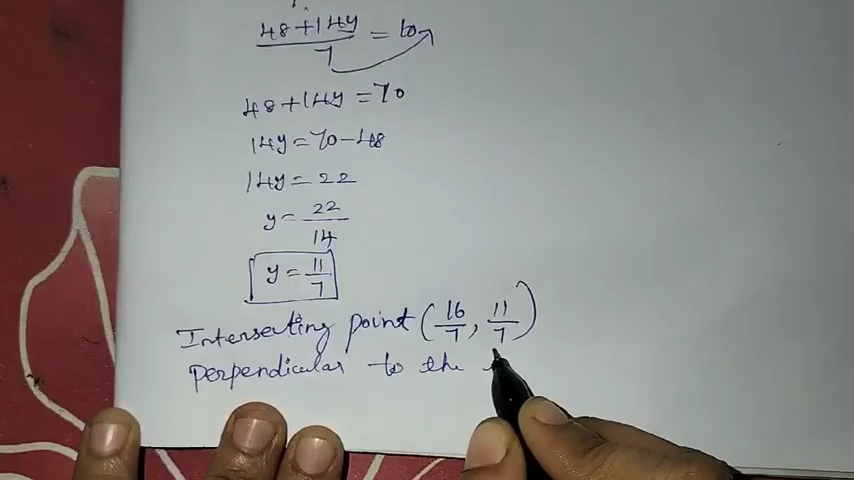 48+14y/7 = 10
48+14y = 70
14y = 70-48
14y = 22
y = 22/14
y = 11/7
Intersecting point (16/7, 11/7)
perpendicular to the